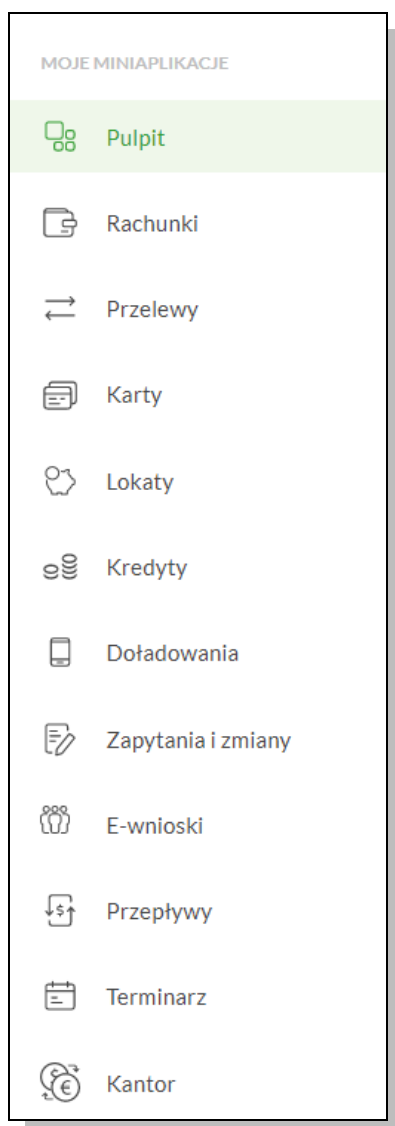 MOJE MINIAPLIKACJE
Pulpit
Rachunki
Przelewy
Karty
Lokaty
Kredyty
Doładowania
Zapytania i zmiany
E-wnioski
Przepływy
Terminarz
Kantor